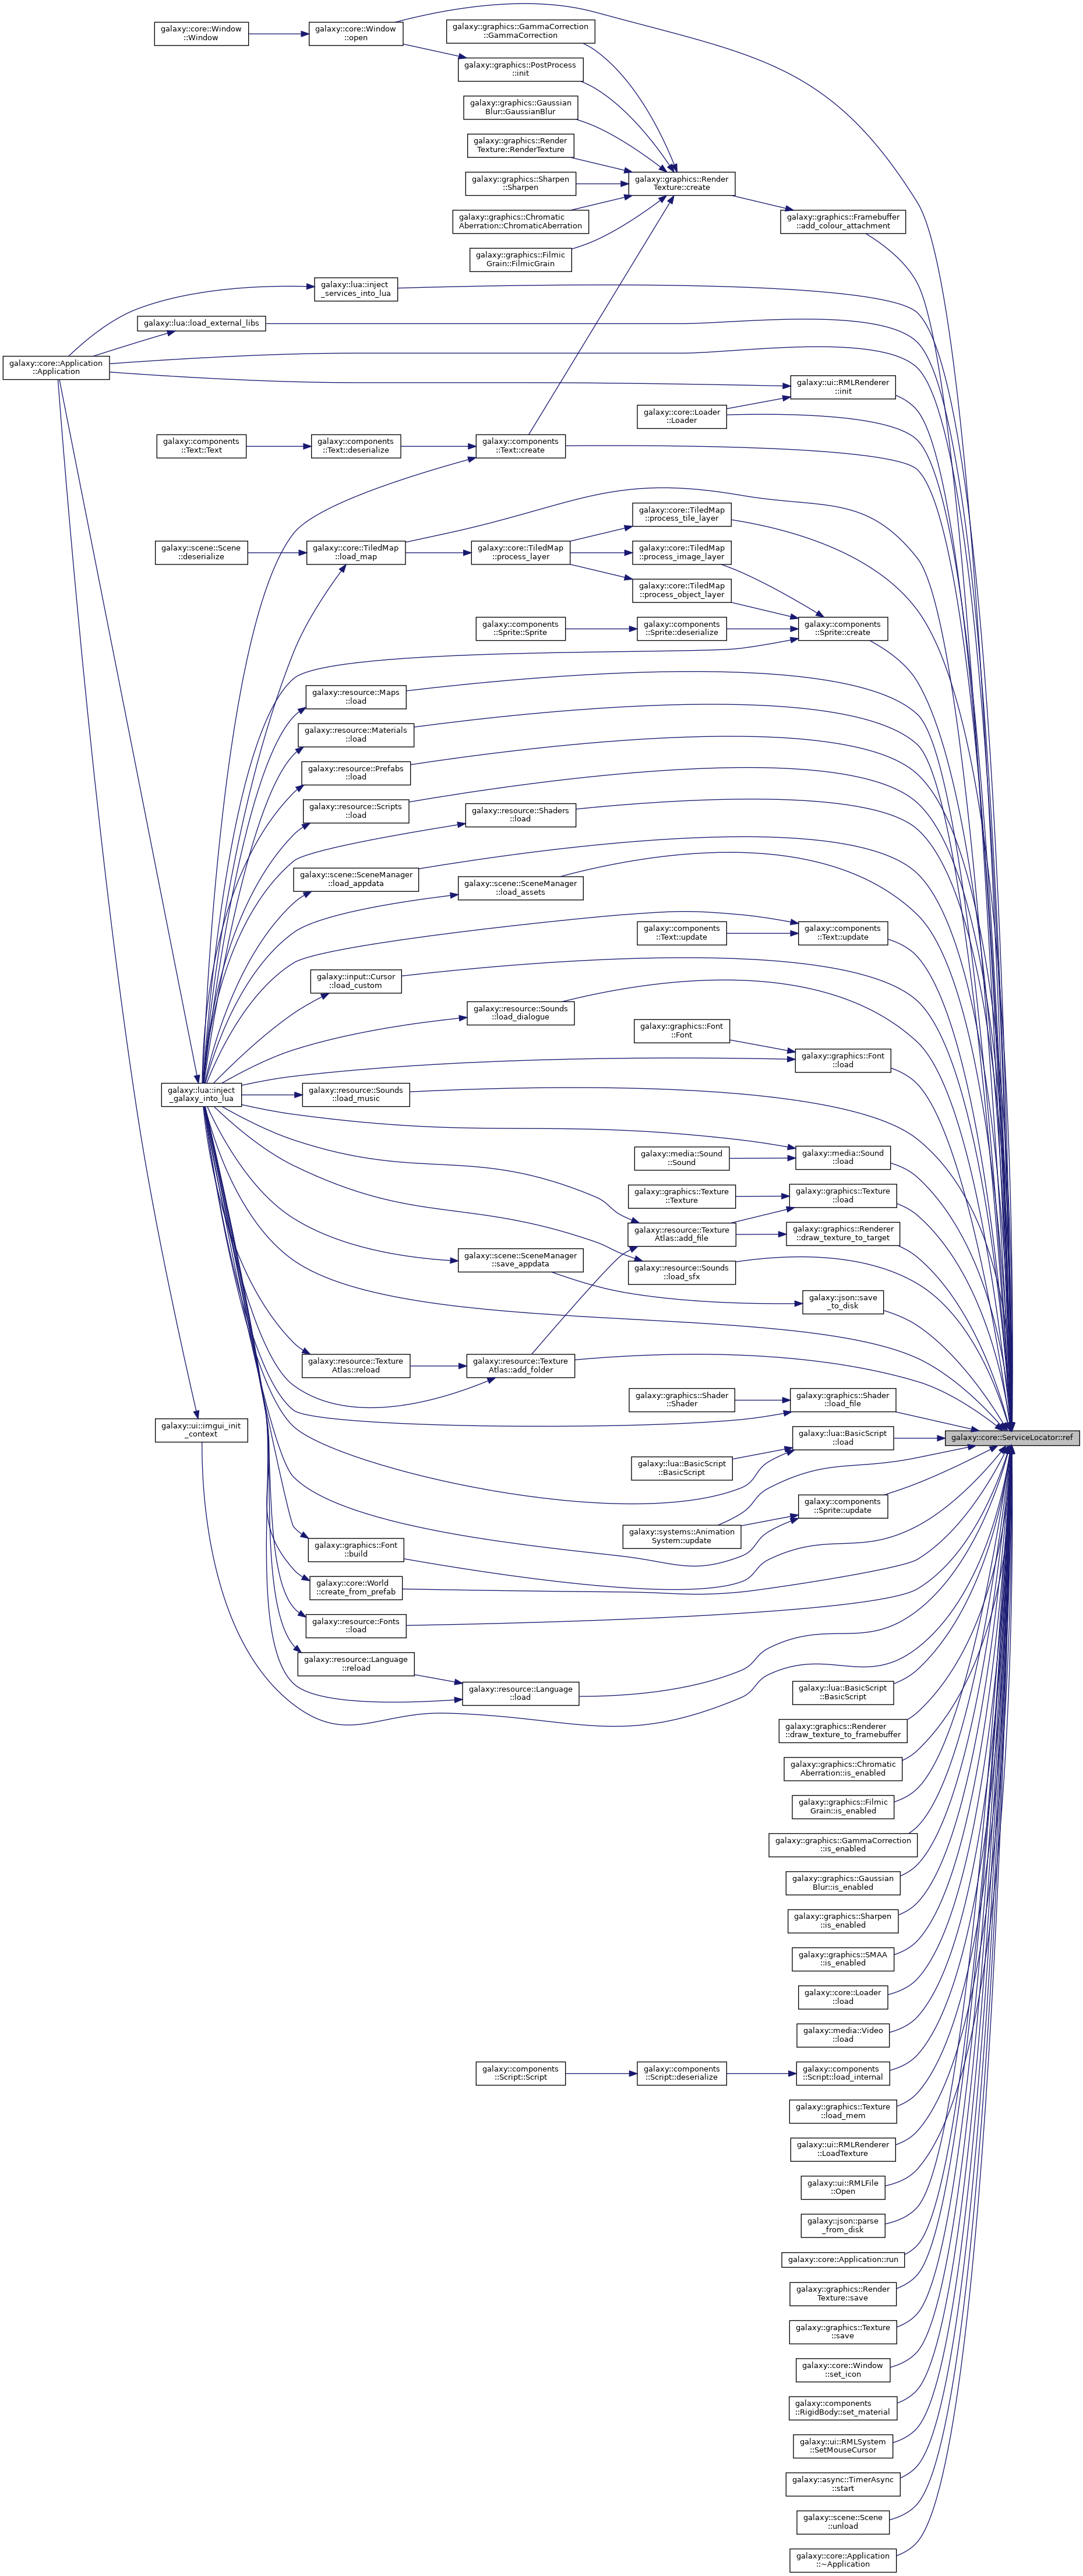 galaxy::core::Window
::Window
galaxy::core::Window
::open
galaxy::graphics::GammaCorrection
::GammaCorrection
galaxy::graphics::PostProcess
::init
galaxy::graphics::Gaussian
Blur::GaussianBlur
galaxy::graphics::Render
Texture::RenderTexture
galaxy::graphics::Sharpen
::Sharpen
galaxy::graphics::Render
Texture::create
galaxy::graphics::Chromatic
Aberration::ChromaticAberration
galaxy::graphics::Framebuffer
::add_colour_attachment
galaxy::graphics::Filmic
Grain::FilmicGrain
galaxy::lua::inject
_services_into_lua
galaxy::lua::load_external_libs
galaxy::core::Application
::Application
galaxy::ui::RMLRenderer
::init
galaxy::core::Loader
::Loader
galaxy::components
::Text::Text
galaxy::components
::Text::deserialize
galaxy::components
::Text::create
galaxy::core::TiledMap
::process_tile_layer
galaxy::scene::Scene
::deserialize
galaxy::core::TiledMap
::load_map
galaxy::core::TiledMap
::process_layer
galaxy::core::TiledMap
::process_image_layer
galaxy::core::TiledMap
::process_object_layer
galaxy::components
::Sprite::Sprite
galaxy::components
::Sprite::deserialize
galaxy::components
::Sprite::create
galaxy::resource::Maps
::load
galaxy::resource::Materials
::load
galaxy::resource::Prefabs
::load
galaxy::resource::Scripts
::load
galaxy::resource::Shaders
::load
galaxy::scene::SceneManager
::load_appdata
galaxy::scene::SceneManager
::load_assets
galaxy::components
::Text::update
galaxy::components
::Text::update
galaxy::input::Cursor
::load_custom
galaxy::resource::Sounds
::load_dialogue
galaxy::graphics::Font
::Font
galaxy::graphics::Font
::load
galaxy::lua::inject
_galaxy_into_lua
galaxy::resource::Sounds
::load_music
galaxy::media::Sound
::Sound
galaxy::media::Sound
::load
galaxy::graphics::Texture
::Texture
galaxy::graphics::Texture
::load
galaxy::resource::Texture
Atlas::add_file
galaxy::graphics::Renderer
::draw_texture_to_target
galaxy::scene::SceneManager
::save_appdata
galaxy::resource::Sounds
::load_sfx
galaxy::json::save
_to_disk
galaxy::resource::Texture
Atlas::reload
galaxy::resource::Texture
Atlas::add_folder
galaxy::graphics::Shader
::Shader
galaxy::graphics::Shader
::load_file
galaxy::ui::imgui_init
_context
galaxy::core::ServiceLocator::ref
galaxy::lua::BasicScript
::load
galaxy::lua::BasicScript
::BasicScript
galaxy::components
::Sprite::update
galaxy::systems::Animation
System::update
galaxy::graphics::Font
::build
galaxy::core::World
::create_from_prefab
galaxy::resource::Fonts
::load
galaxy::resource::Language
::reload
galaxy::resource::Language
::load
galaxy::lua::BasicScript
::BasicScript
galaxy::graphics::Renderer
::draw_texture_to_framebuffer
galaxy::graphics::Chromatic
Aberration::is_enabled
galaxy::graphics::Filmic
Grain::is_enabled
galaxy::graphics::GammaCorrection
::is_enabled
galaxy::graphics::Gaussian
Blur::is_enabled
galaxy::graphics::Sharpen
::is_enabled
galaxy::graphics::SMAA
::is_enabled
galaxy::core::Loader
::load
galaxy::media::Video
::load
galaxy::components
::Script::Script
galaxy::components
::Script::deserialize
galaxy::components
::Script::load_internal
galaxy::graphics::Texture
::load_mem
galaxy::ui::RMLRenderer
::LoadTexture
galaxy::ui::RMLFile
::Open
galaxy::json::parse
_from_disk
galaxy::core::Application::run
galaxy::graphics::Render
Texture::save
galaxy::graphics::Texture
::save
galaxy::core::Window
::set_icon
galaxy::components
::RigidBody::set_material
galaxy::ui::RMLSystem
::SetMouseCursor
galaxy::async::TimerAsync
::start
galaxy::scene::Scene
::unload
galaxy::core::Application
::~Application